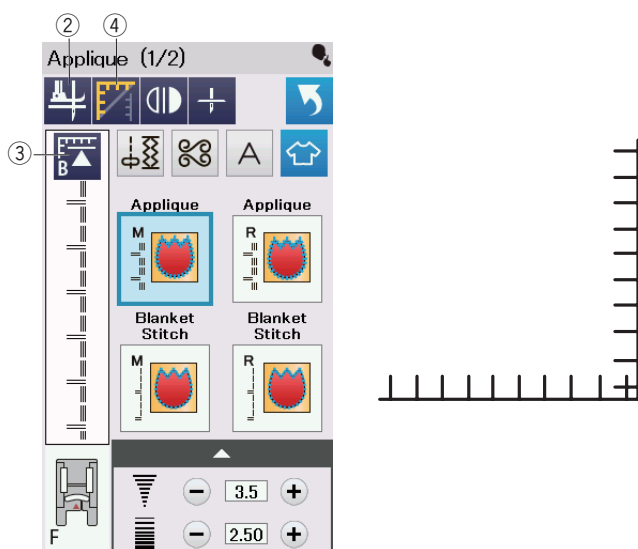 ② ④
Applique (1/2)
③
E
B
A
Applique Applique
M R
Blanket Stitch Blanket Stitch
M R
3.5
F
2.50